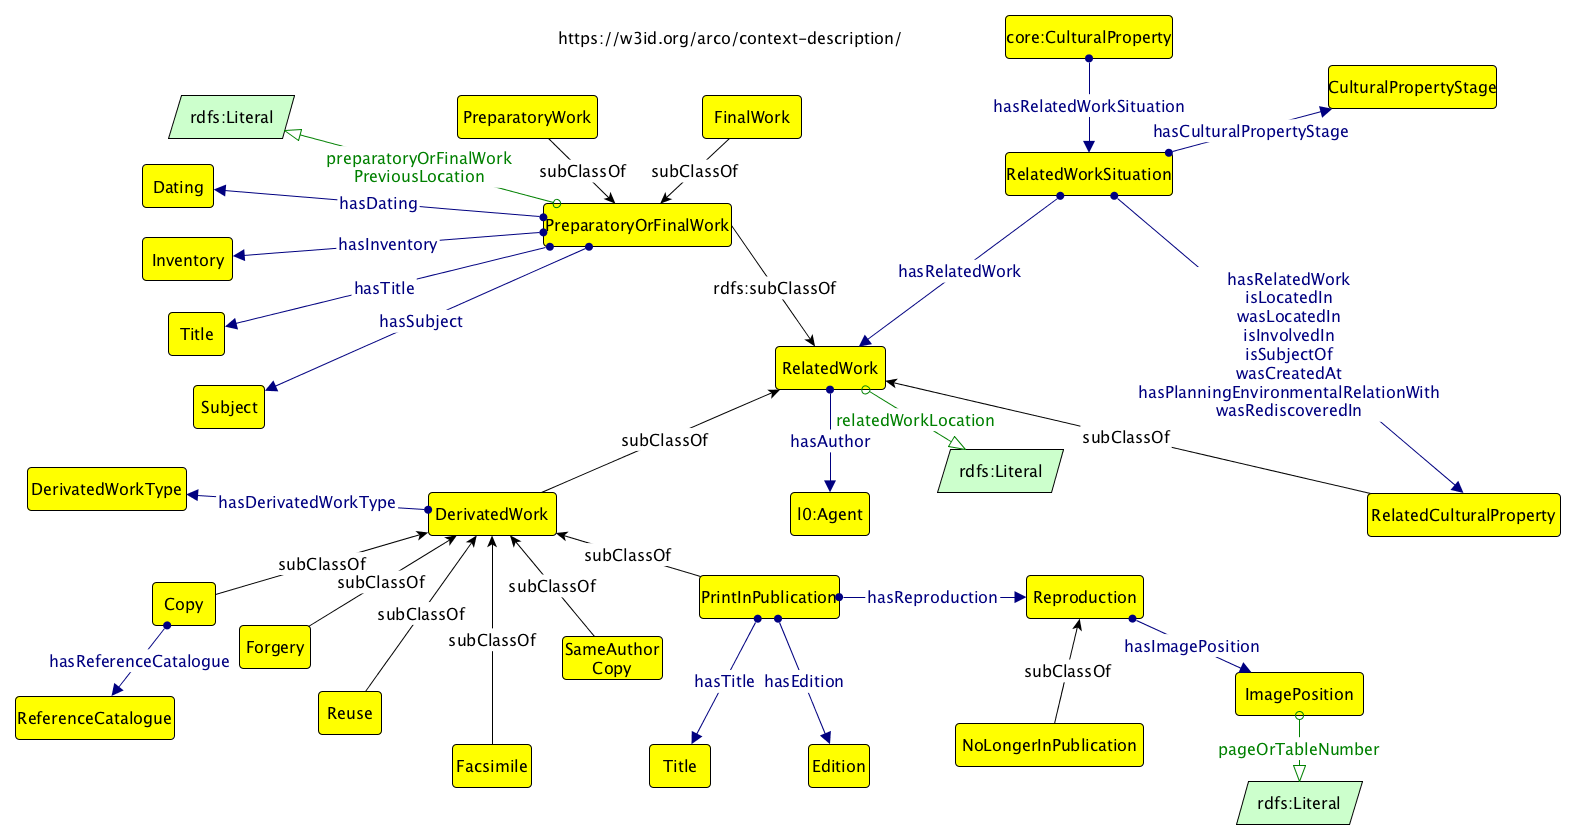 https://w3id.org/arco/context-description/
core:CulturalProperty
CulturalPropertyStage
hasRelatedWorkSituation
hasCulturalPropertyStage
rdfs:Literal
PreparatoryWork
FinalWork
preparatoryOrFinalWork
PreviousLocation
subClassOf
subClassOf
RelatedWorkSituation
Dating
hasDating
PreparatoryOrFinalWork
Inventory
hasInventory
hasTitle
rdfs:subClassOf
hasRelatedWork
hasRelatedWork
isLocatedIn
wasLocatedIn
isInvolvedIn
isSubjectOf
wasCreatedAt
hasPlanningEnvironmentalRelationWith
wasRediscoveredIn
Title
hasSubject
Subject
RelatedWork
relatedWorkLocation
subClassOf
hasAuthor
subClassOf
rdfs:Literal
DerivatedWorkType
hasDerivatedWorkType
DerivatedWork
l0:Agent
RelatedCulturalProperty
subClassOf
subClassOf
subClassOf
subClassOf
subClassOf
subClassOf
Copy
Forgery
SameAuthor
Copy
PrintInPublication
hasReproduction
Reproduction
hasReferenceCatalogue
ReferenceCatalogue
Reuse
Facsimile
hasTitle
hasEdition
subClassOf
hasImagePosition
ImagePosition
Title
Edition
NoLongerInPublication
pageOrTableNumber
rdfs:Literal